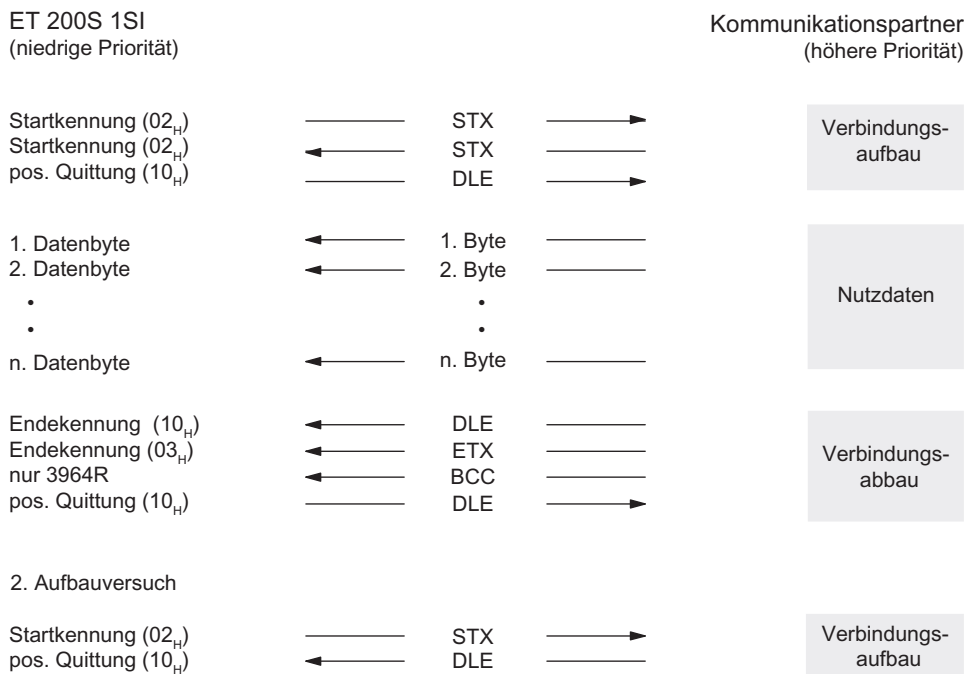 ET 200S 1SI Kommunikationspartner
(niedrige Priorität) (höhere Priorität)
Startkennung (02H) STX Verbindungs-
Startkennung (02H) STX aufbau
pos. Quittung (10H) DLE
1. Datenbyte 1. Byte
2. Datenbyte 2. Byte
• • Nutzdaten
• •
n. Datenbyte n. Byte
Endekennung (10H) DLE
Endekennung (03H) ETX Verbindungs-
nur 3964R BCC abbau
pos. Quittung (10H) DLE
2. Aufbauversuch
Startkennung (02H) STX Verbindungs-
pos. Quittung (10H) DLE aufbau